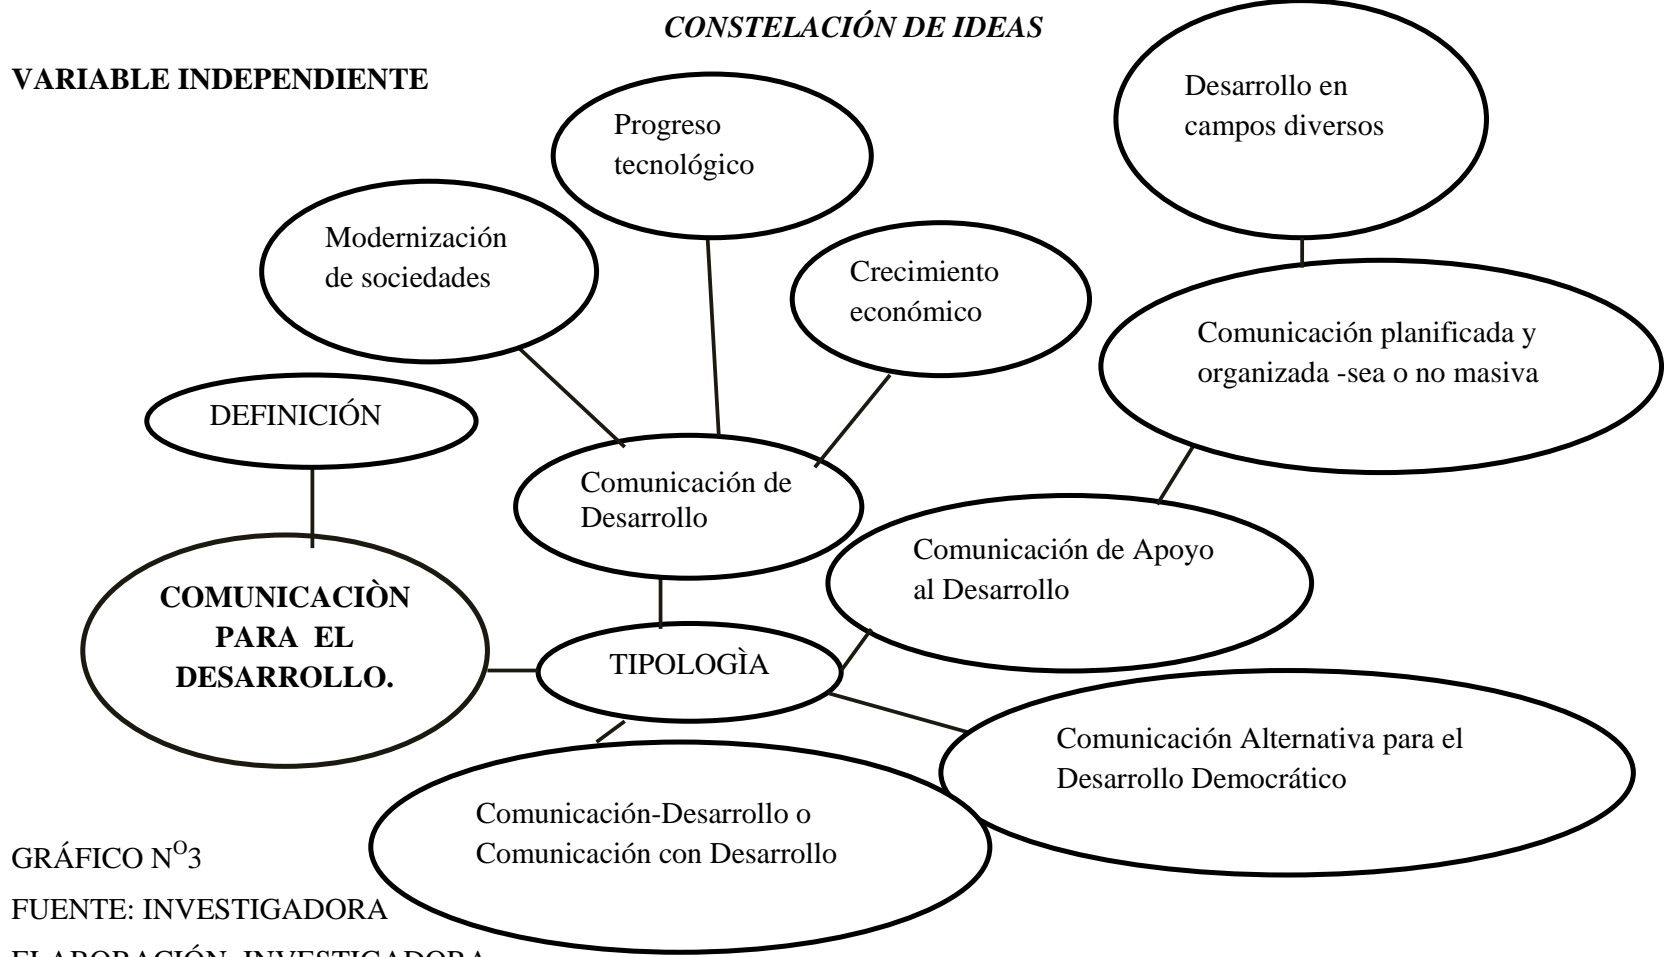 CONSTELACIÓN DE IDEAS
VARIABLE INDEPENDIENTE
Desarrollo en
campos diversos
Progreso
tecnológico
Modernización
de sociedades
Crecimiento
económico
Comunicación planificada y
organizada -sea o no masiva
DEFINICIÓN
Comunicación de
Desarrollo
Comunicación de Apoyo
al Desarrollo
COMUNICACIÒN
PARA EL
DESARROLLO.
TIPOLOGÌA
Comunicación Alternativa para el
Desarrollo Democrático
Comunicación-Desarrollo o
Comunicación con Desarrollo
GRÁFICO Nº3
FUENTE: INVESTIGADORA
ELABORACIÓN: INVESTIGADORA